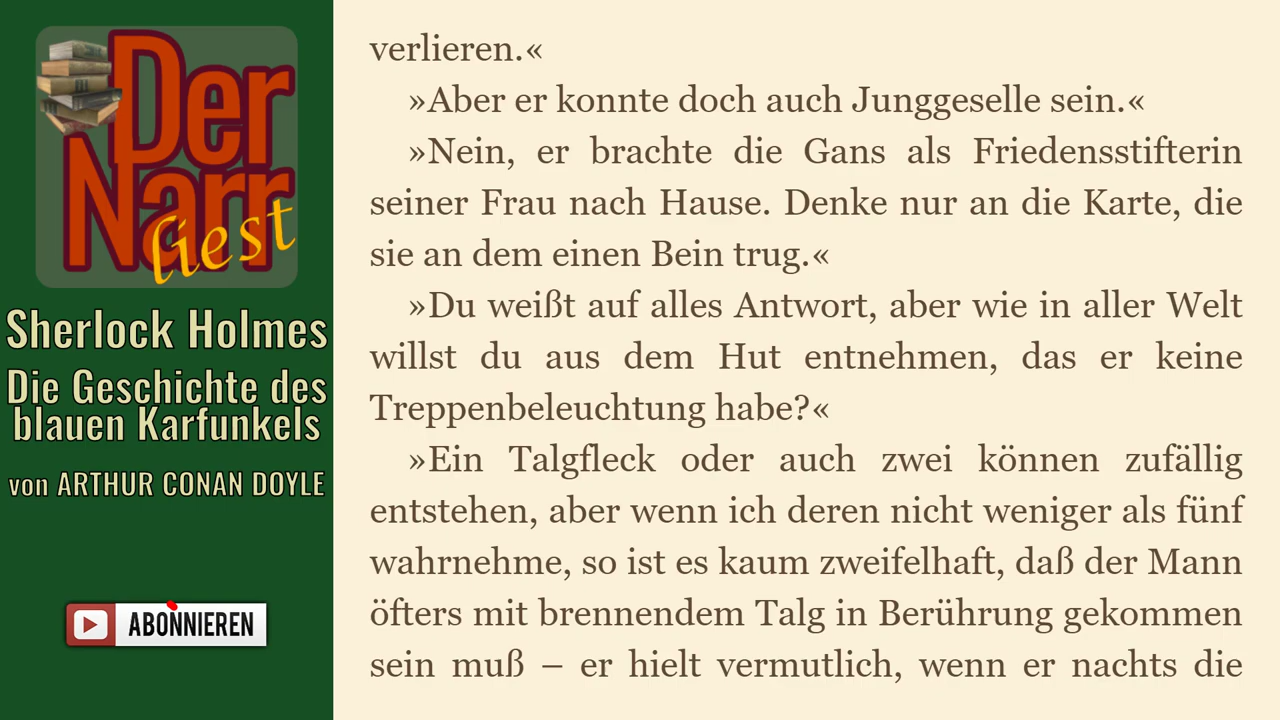 Der
Narr
liest
Sherlock Holmes
Die Geschichte des
blauen Karfunkels
von ARTHUR CONAN DOYLE
ABONNIEREN
verlieren.«
»Aber er konnte doch auch Junggeselle sein.«
»Nein, er brachte die Gans als Friedensstifterin
seiner Frau nach Hause. Denke nur an die Karte, die
sie an dem einen Bein trug.«
»Du weißt auf alles Antwort, aber wie in aller Welt
willst du aus dem Hut entnehmen, das er keine
Treppenbeleuchtung habe?«
»Ein Talgfleck oder auch zwei können zufällig
entstehen, aber wenn ich deren nicht weniger als fünf
wahrnehme, so ist es kaum zweifelhaft, daß der Mann
öfters mit brennendem Talg in Berührung gekommen
sein muß – er hielt vermutlich, wenn er nachts die